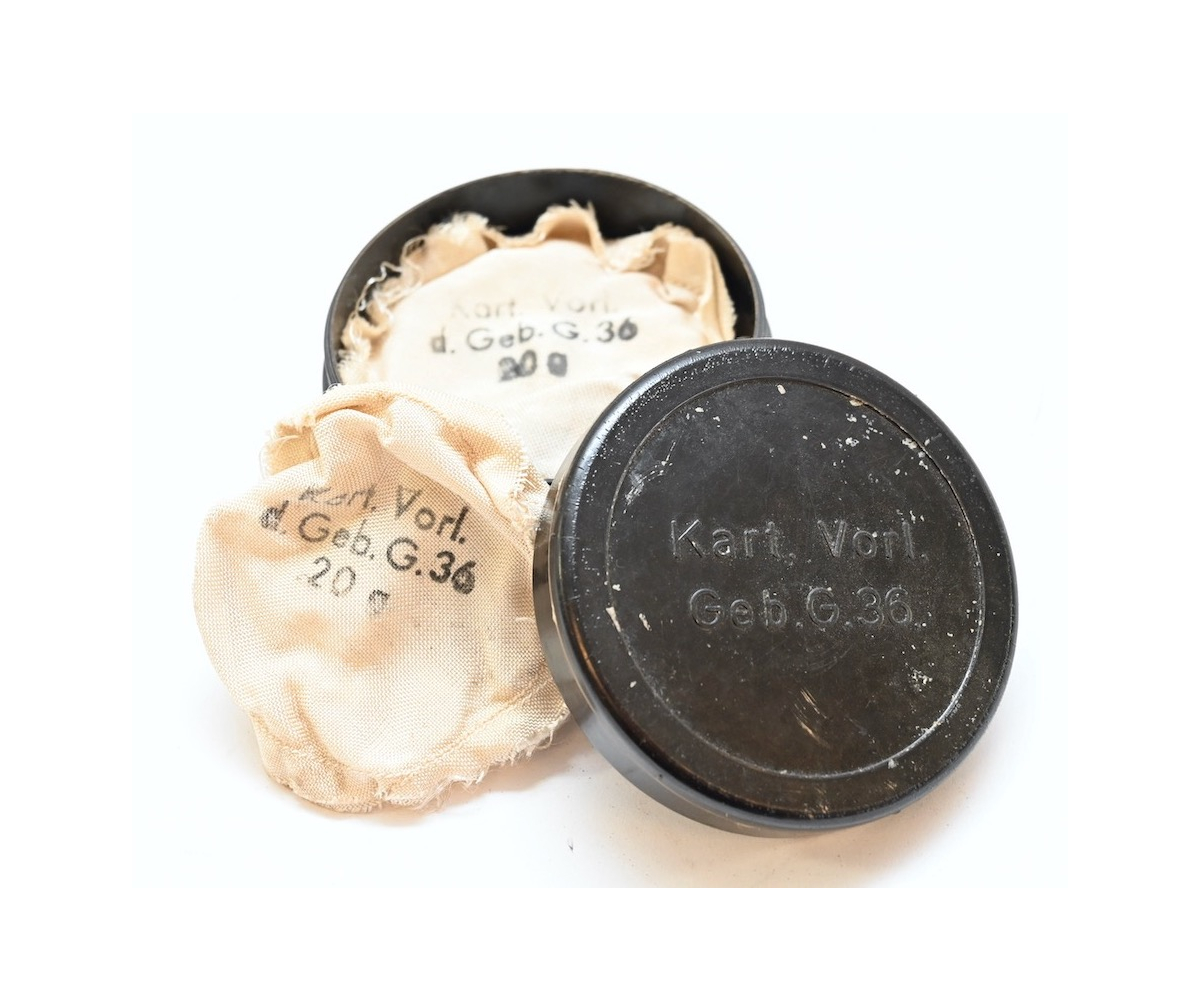 Kart. Vorl.
d. Geb. G. 36
20 g
Kart. Vorl.
d. Geb. G. 36
20 g
Kart. Vorl.
Geb. G. 36.